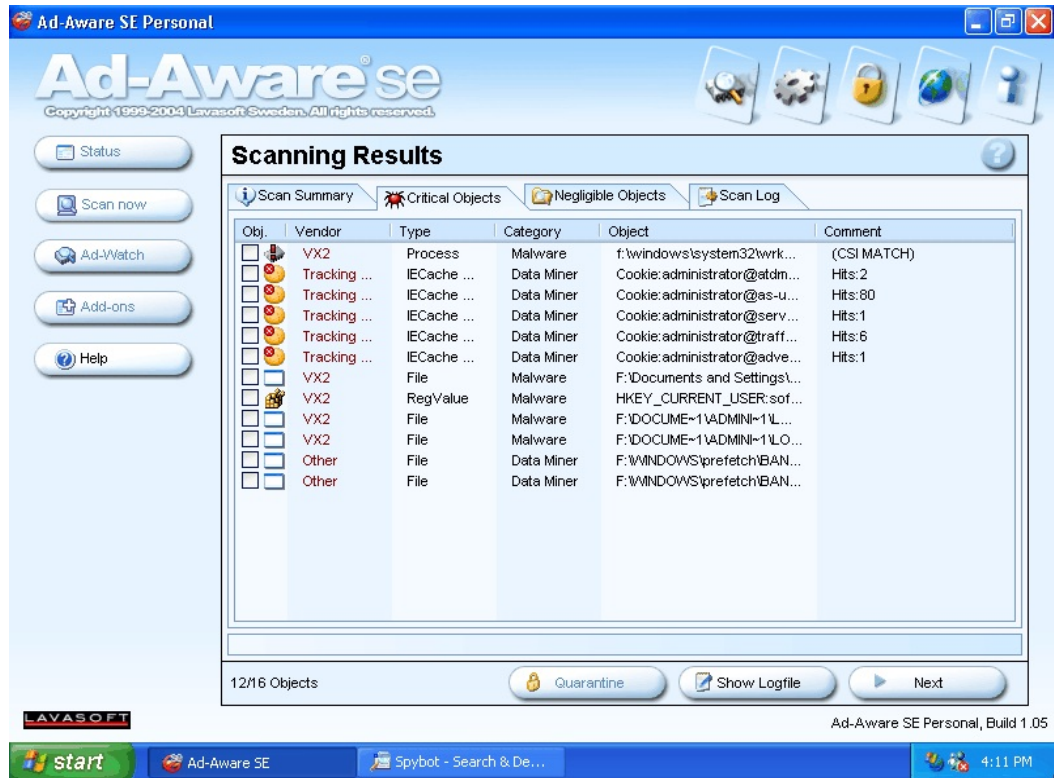 Ad-Aware SE Personal
Ad-Aware se
Copyright 1999-2004 Lavasoft Sweden. All rights reserved.
Status
Scan now
Ad-Watch
Add-ons
Help
Scanning Results
Scan Summary Critical Objects Negligible Objects Scan Log
Obj. Vendor Type Category Object Comment
VX2 Process Malware f:\windows\system32\wrk... (CSI MATCH)
Tracking ... IECache ... Data Miner Cookie:administrator@atdm... Hits:2
Tracking ... IECache ... Data Miner Cookie:administrator@as-u... Hits:80
Tracking ... IECache ... Data Miner Cookie:administrator@serv... Hits:1
Tracking ... IECache ... Data Miner Cookie:administrator@traff... Hits:6
Tracking ... IECache ... Data Miner Cookie:administrator@adve... Hits:1
VX2 File Malware F:\Documents and Settings\...
VX2 RegValue Malware HKEY_CURRENT_USER:sof...
VX2 File Malware F:\DOCUME~1\ADMINI~1\L...
VX2 File Malware F:\DOCUME~1\ADMINI~1\LO...
Other File Data Miner F:\WINDOWS\prefetch\BAN...
Other File Data Miner F:\WINDOWS\prefetch\BAN...
12/16 Objects
Quarantine
Show Logfile
Next
LAVASOFT
Ad-Aware SE Personal, Build 1.05
start
Ad-Aware SE
Spybot - Search & De...
4:11 PM